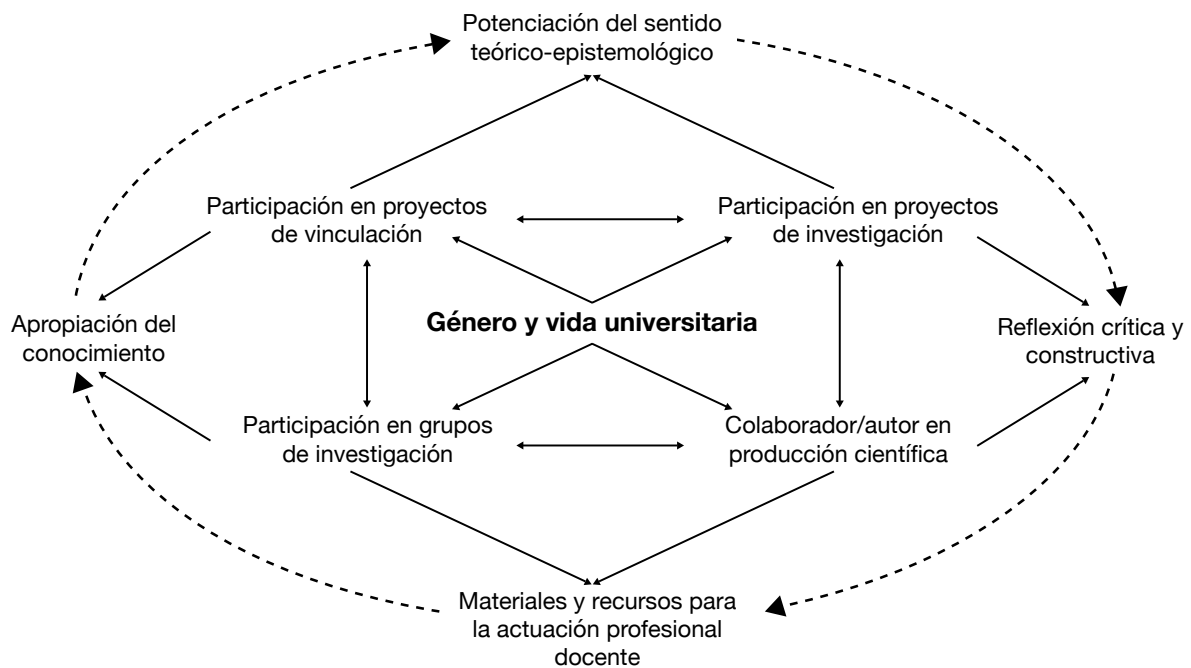 Potenciación del sentido
teórico-epistemológico
Participación en proyectos
de vinculación
Participación en proyectos
de investigación
Género y vida universitaria
Apropiación del
conocimiento
Reflexión crítica y
constructiva
Participación en grupos
de investigación
Colaborador/autor en
producción científica
Materiales y recursos para
la actuación profesional
docente